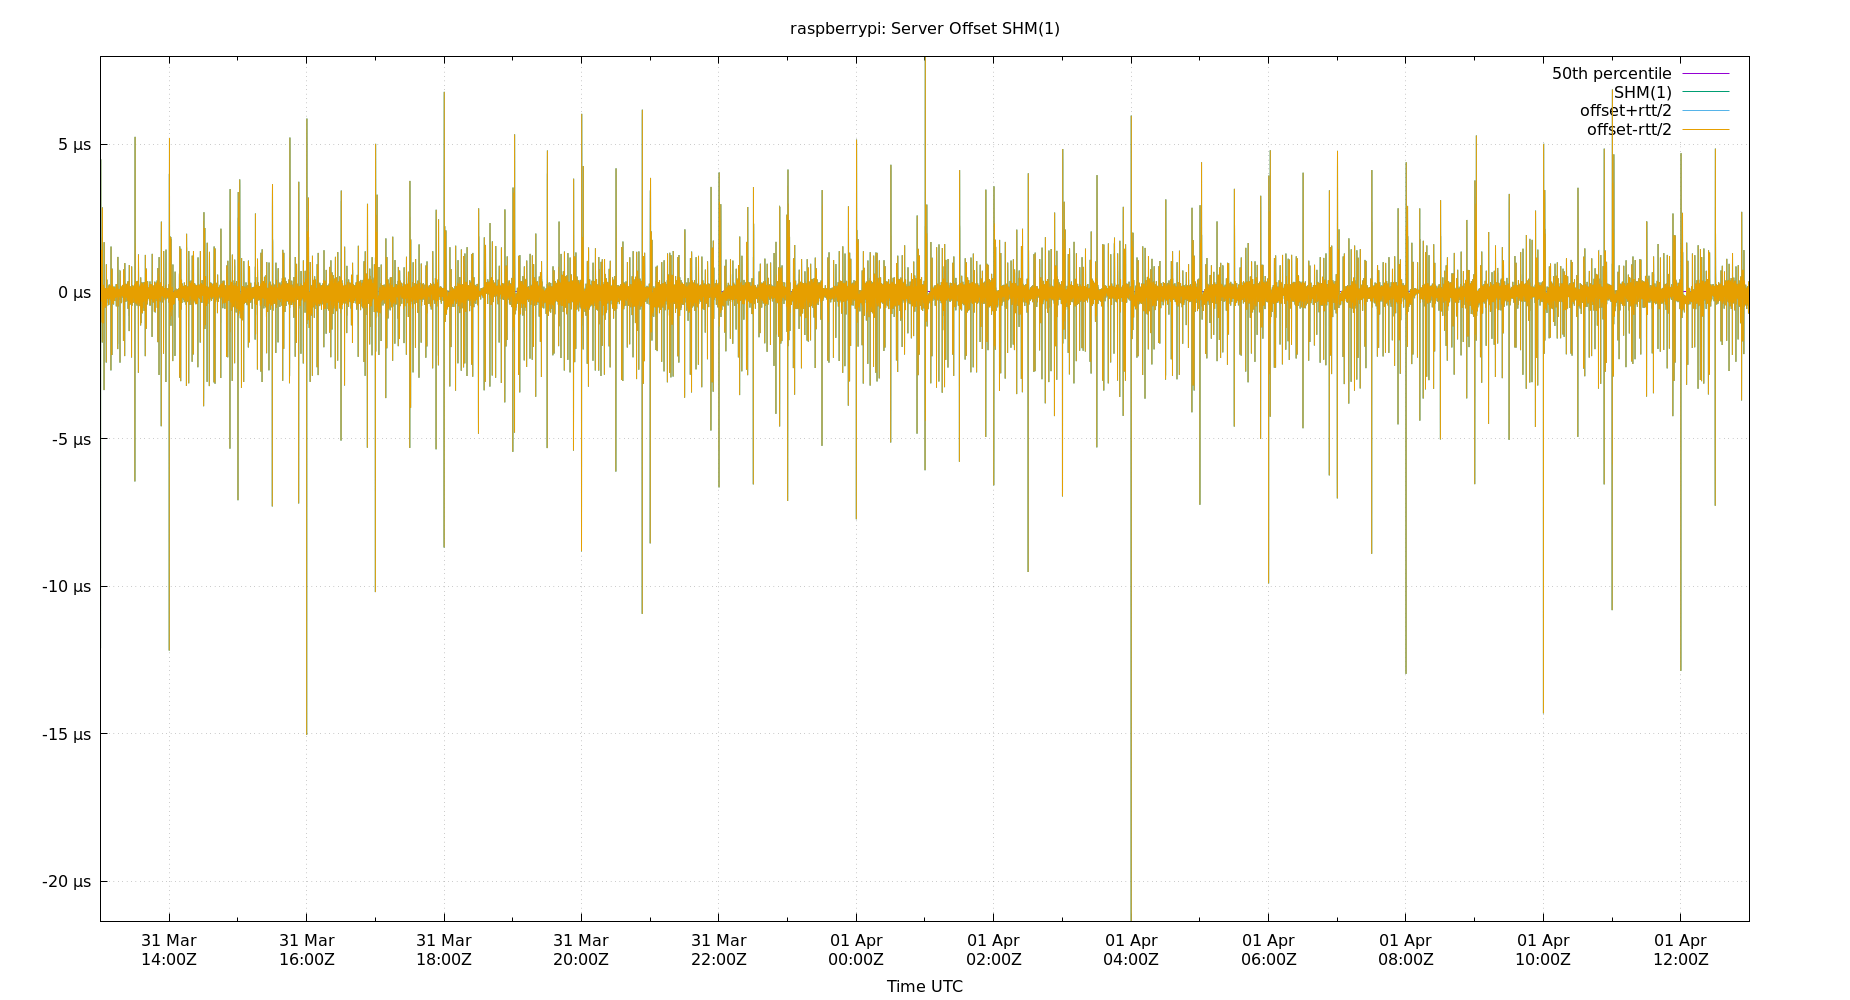 raspberrypi: Server Offset SHM(1)
50th percentile
SHM(1)
offset+rtt/2
offset-rtt/2
5 µs
0 µs
-5 µs
-10 µs
-15 µs
-20 µs
31 Mar 31 Mar 31 Mar 31 Mar 31 Mar 01 Apr 01 Apr 01 Apr 01 Apr 01 Apr 01 Apr 01 Apr
14:00Z 16:00Z 18:00Z 20:00Z 22:00Z 00:00Z 02:00Z 04:00Z 06:00Z 08:00Z 10:00Z 12:00Z
Time UTC